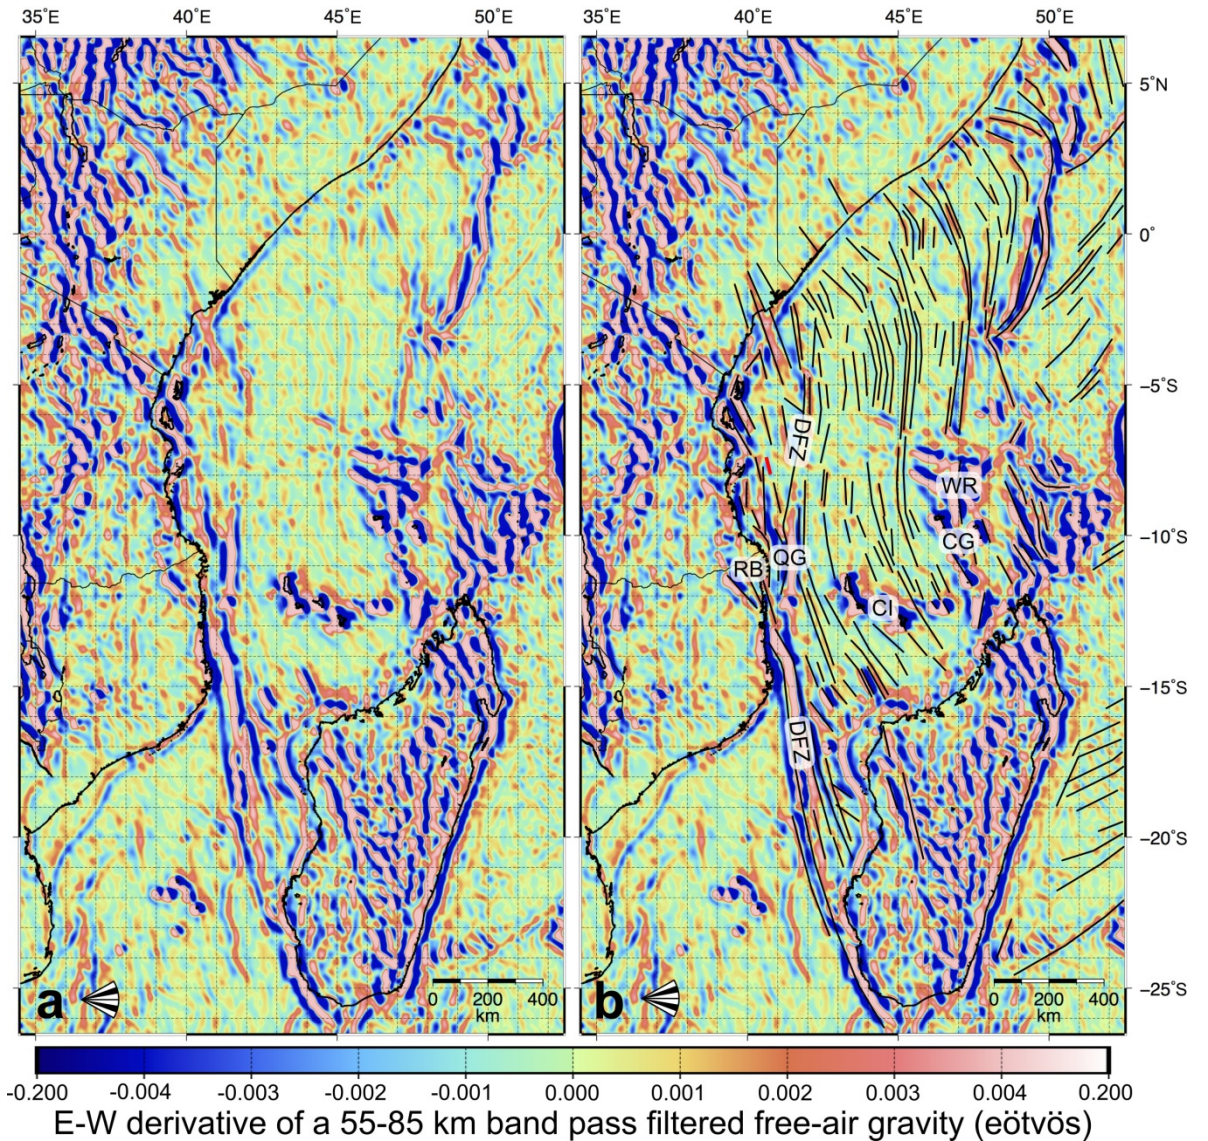 35°E 40°E 45°E 50°E 35°E 40°E 45°E 50°E
5°N
0°
−5°S
DFZ
WR
CG
−10°S
QG
RB
CI
−15°S
DFZ
−20°S
a b
0 200 400 0 200 400
km km
−25°S
-0.200 -0.004 -0.003 -0.002 -0.001 0.000 0.001 0.002 0.003 0.004 0.200
E-W derivative of a 55-85 km band pass filtered free-air gravity (eötvös)